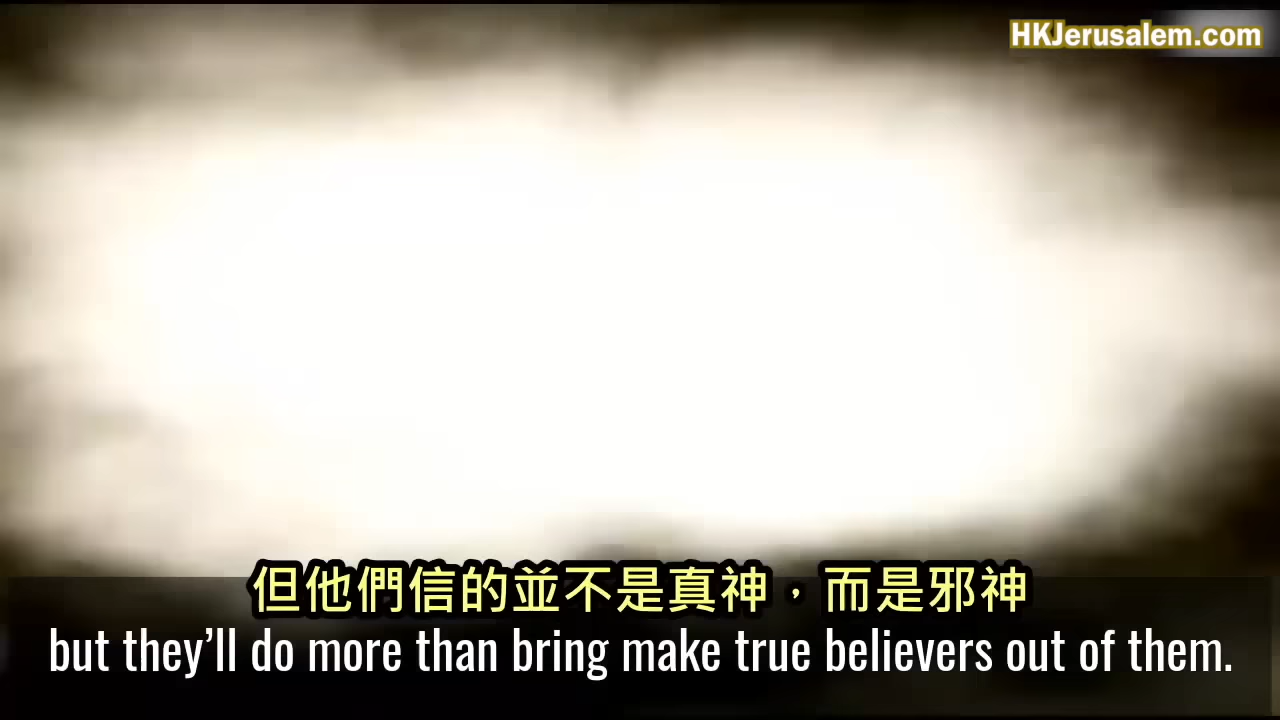 HKJerusalem.com
但他們信的並不是真神，而是邪神
but they’ll do more than bring make true believers out of them.